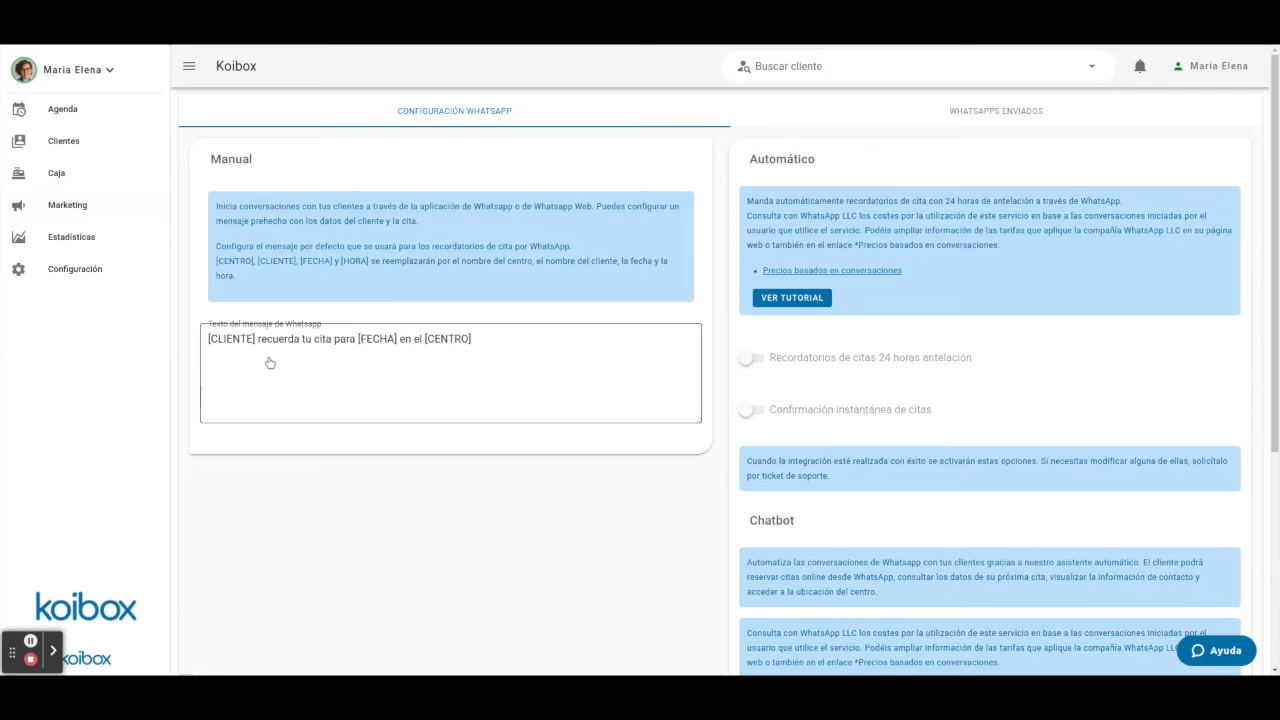 Maria Elena
Koibox
Buscar cliente
Maria Elena
Agenda
Clientes
Caja
Marketing
Estadísticas
Configuración
koibox
koibox
CONFIGURACIÓN WHATSAPP
WHATSAPPS ENVIADOS
Manual
Inicia conversaciones con tus clientes a través de la aplicación de Whatsapp o de Whatsapp Web. Puedes configurar un
mensaje prehecho con los datos del cliente y la cita.
Configura el mensaje por defecto que se usará para los recordatorios de cita por WhatsApp.
[CENTRO], [CLIENTE], [FECHA] y [HORA] se reemplazarán por el nombre del centro, el nombre del cliente, la fecha y la
hora.
Texto del mensaje de Whatsapp
[CLIENTE] recuerda tu cita para [FECHA] en el [CENTRO]
Automático
Manda automáticamente recordatorios de cita con 24 horas de antelación a través de WhatsApp.
Consulta con WhatsApp LLC los costes por la utilización de este servicio en base a las conversaciones iniciadas por el
usuario que utilice el servicio. Podéis ampliar información de las tarifas que aplique la compañía WhatsApp LLC en su página
web o también en el enlace *Precios basados en conversaciones.
• Precios basados en conversaciones
VER TUTORIAL
Recordatorios de citas 24 horas antelación
Confirmación instantánea de citas
Cuando la integración esté realizada con éxito se activarán estas opciones. Si necesitas modificar alguna de ellas, solicítalo
por ticket de soporte.
Chatbot
Automatiza las conversaciones de Whatsapp con tus clientes gracias a nuestro asistente automático. El cliente podrá
reservar citas online desde WhatsApp, consultar los datos de su próxima cita, visualizar la información de contacto y
acceder a la ubicación del centro.
Consulta con WhatsApp LLC los costes por la utilización de este servicio en base a las conversaciones iniciadas por el
usuario que utilice el servicio. Podéis ampliar información de las tarifas que aplique la compañía WhatsApp LL
web o también en el enlace *Precios basados en conversaciones.
Ayuda